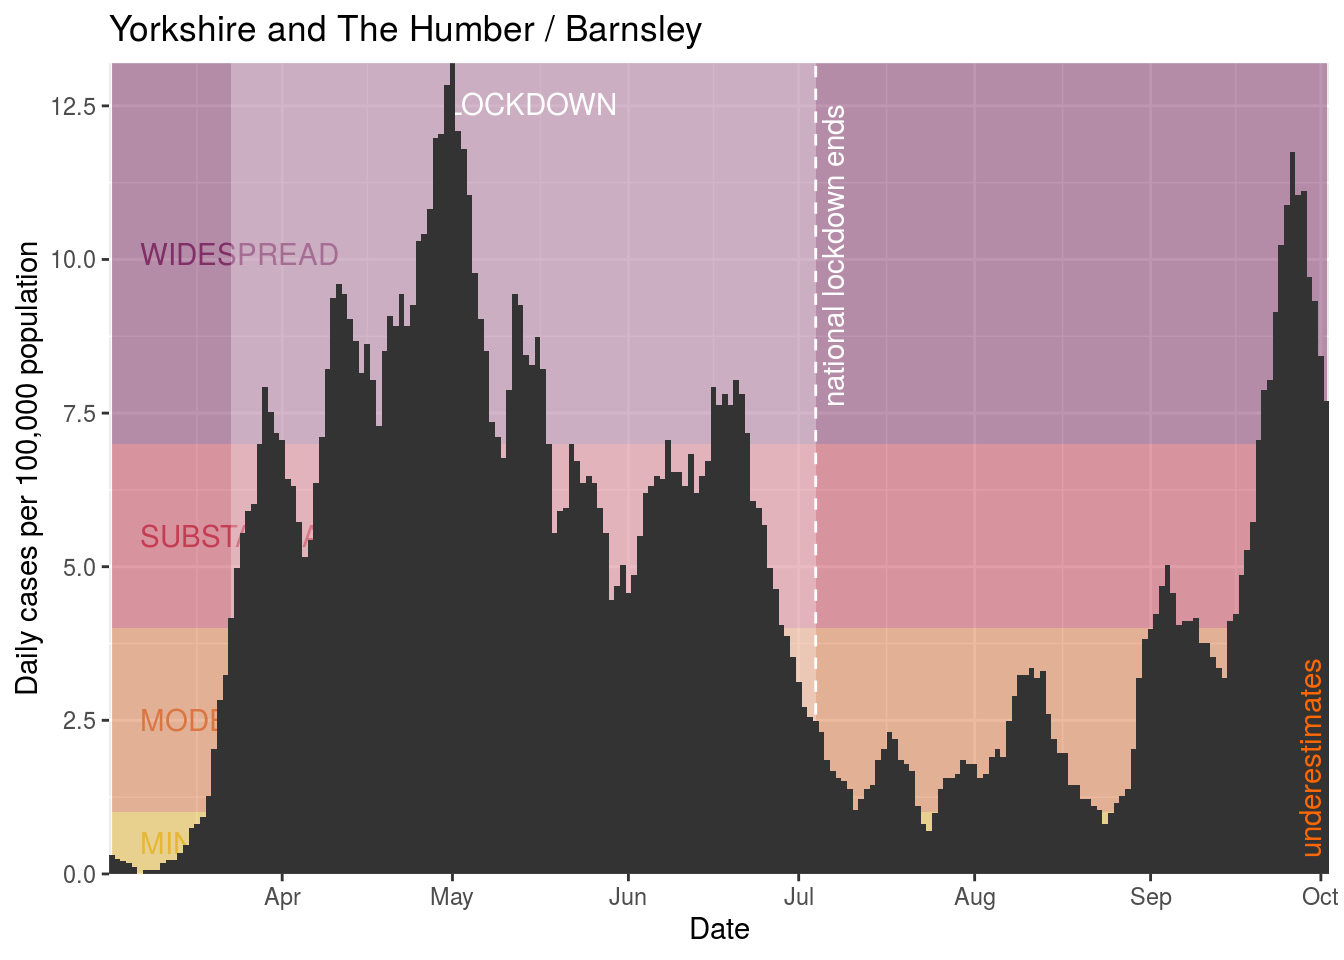 Yorkshire and The Humber / Barnsley
12.5
10.0
7.5
5.0
2.5
0.0
Daily cases per 100,000 population
LOCKDOWN
WIDESPREAD
national lockdown ends
underestimates
Apr
May
Jun
Jul
Aug
Sep
Oct
Date